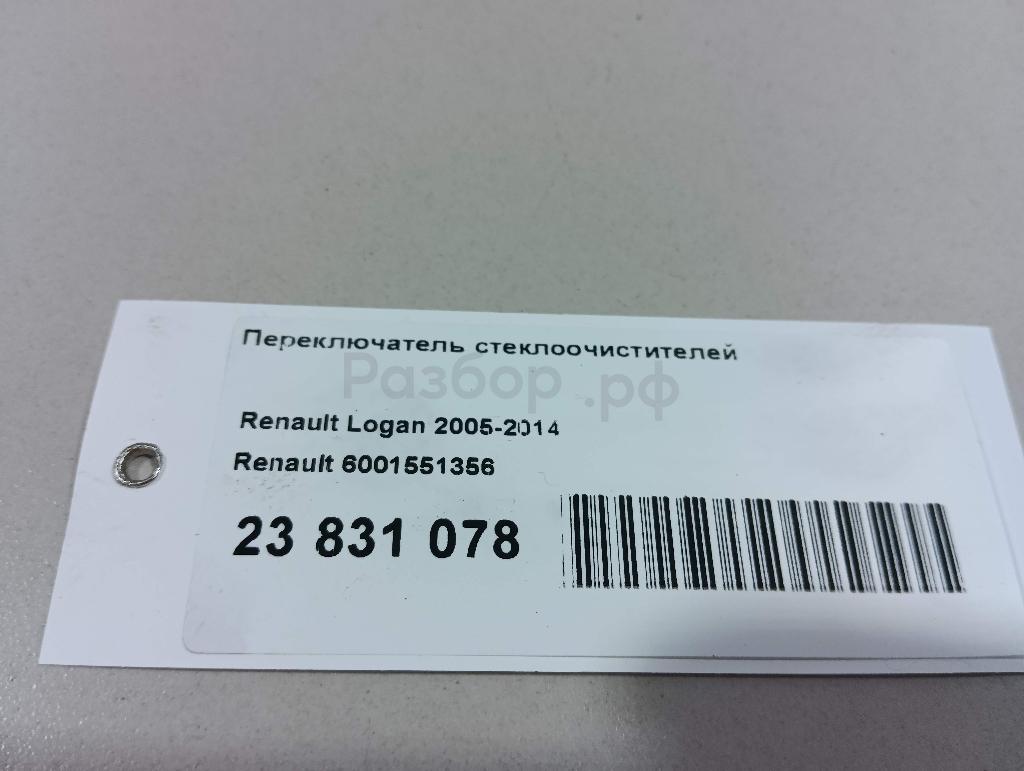 Переключатель стеклоочистителей
Разбор.рф
Renault Logan 2005-2014
Renault 6001551356
23 831 078